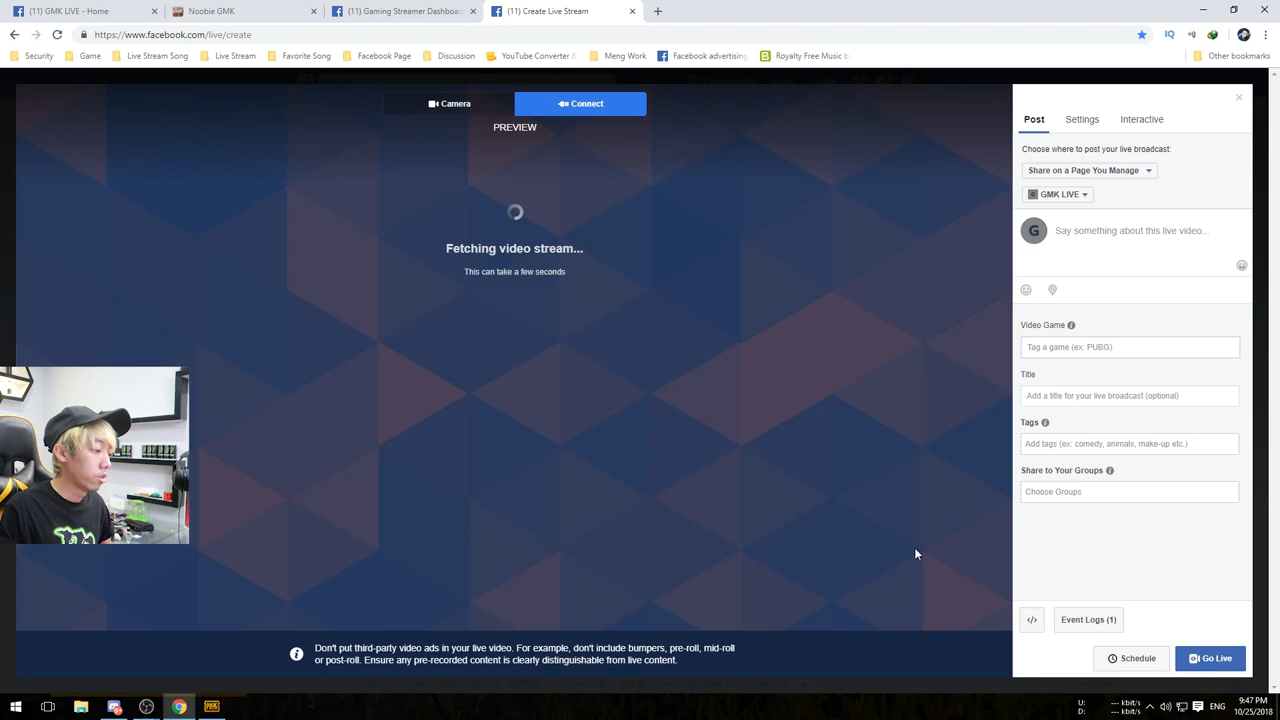 (11) GMK LIVE - Home
Noobie GMK
(11) Gaming Streamer Dashboar
(11) Create Live Stream
https://www.facebook.com/live/create
Security
Game
Live Stream Song
Live Stream
Favorite Song
Facebook Page
Discussion
YouTube Converter &
Meng Work
Facebook advertising
Royalty Free Music by
Other bookmarks
Camera
Connect
PREVIEW
Fetching video stream...
This can take a few seconds
Don't put third-party video ads in your live video. For example, don't include bumpers, pre-roll, mid-roll
or post-roll. Ensure any pre-recorded content is clearly distinguishable from live content.
Post
Settings
Interactive
Choose where to post your live broadcast:
Share on a Page You Manage
GMK LIVE
G
Say something about this live video...
Video Game
Tag a game (ex: PUBG)
Title
Add a title for your live broadcast (optional)
Tags
Add tags (ex: comedy, animals, make-up etc.)
Share to Your Groups
Choose Groups
</>
Event Logs (1)
Schedule
Go Live
U: --- kbit/s
D: --- kbit/s
ENG
9:47 PM
10/25/2018